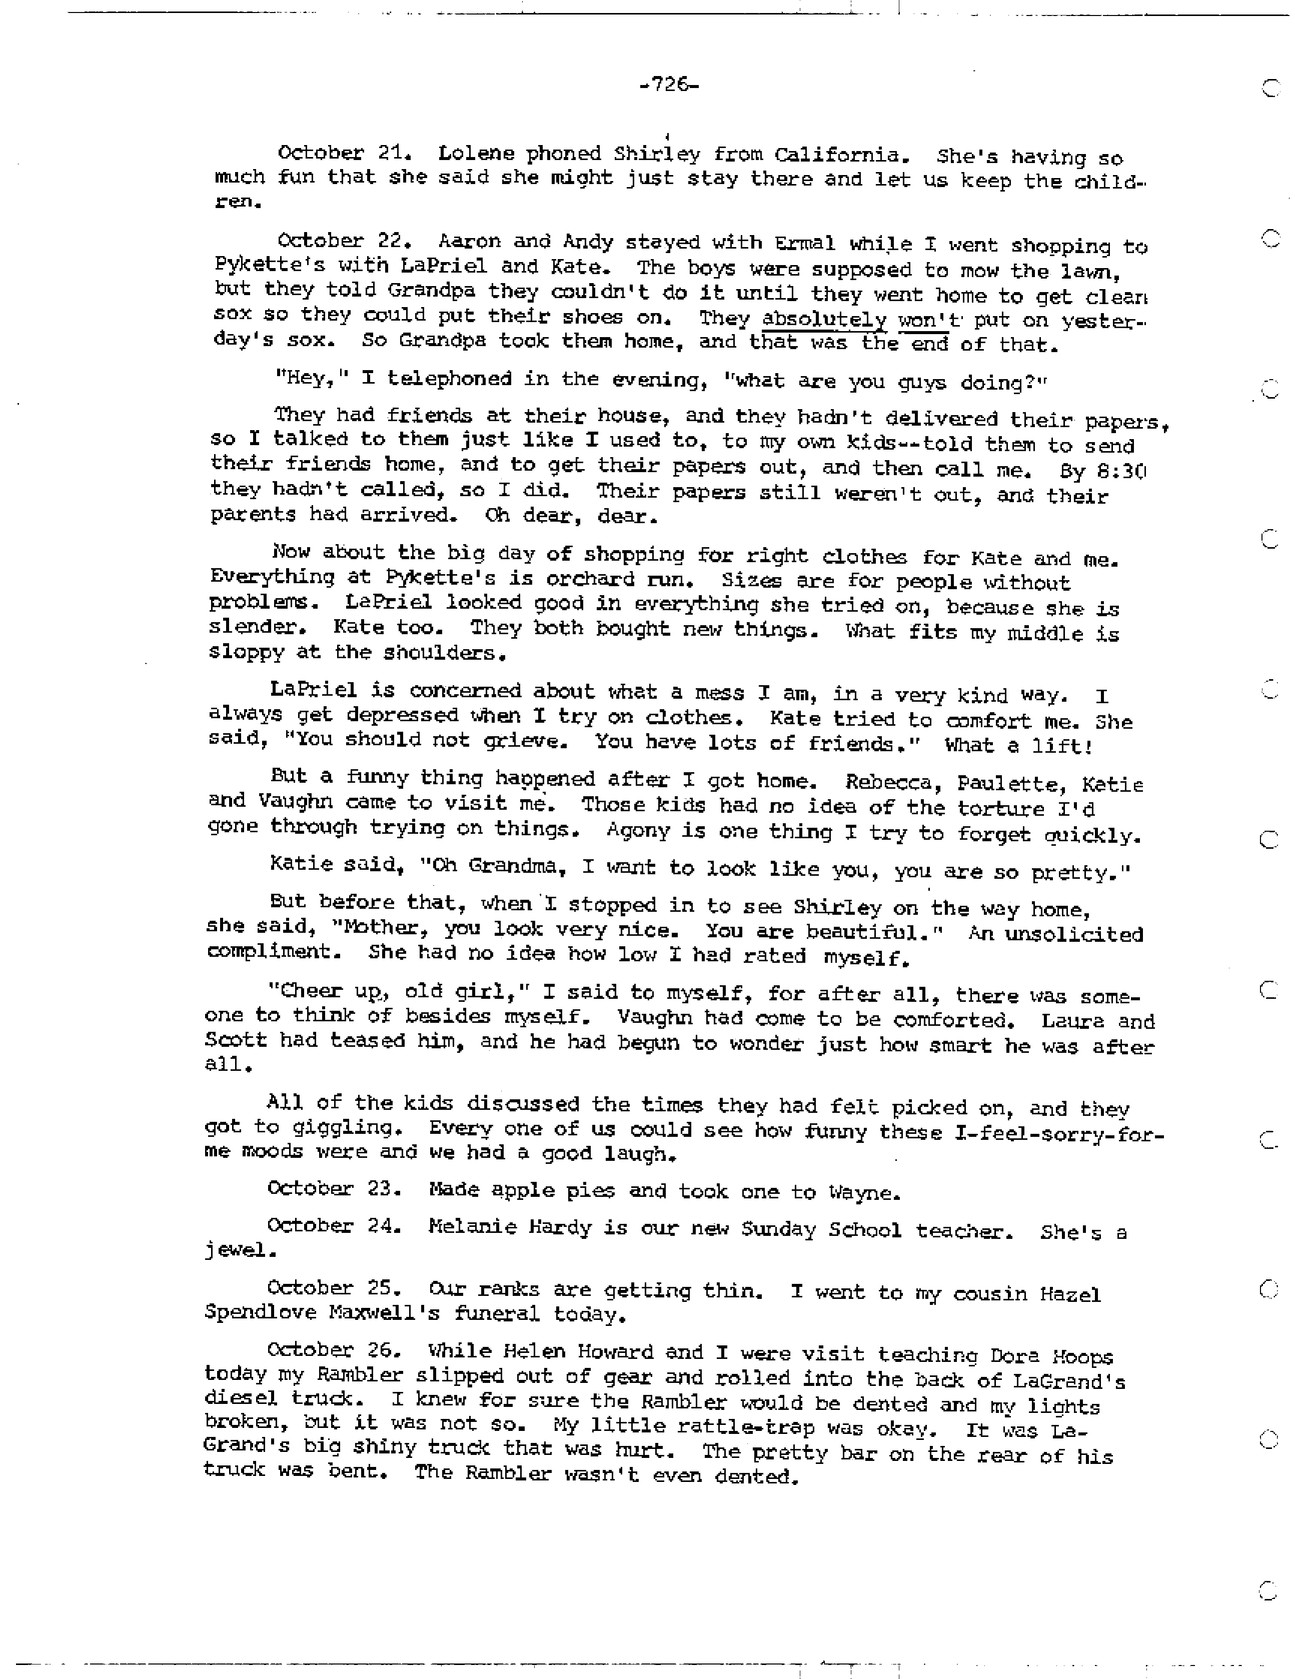 -726-
October 21. Lolene phoned Shirley from California. She's having so
much fun that she said she might just stay there and let us keep the child-
ren.
October 22. Aaron and Andy stayed with Ermal while I went shopping to
Pykette's with LaPriel and Kate. The boys were supposed to mow the lawn,
but they told Grandpa they couldn't do it until they went home to get clean
sox so they could put their shoes on. They absolutely won't put on yester-
day's sox. So Grandpa took them home, and that was the end of that.
"Hey," I telephoned in the evening, "what are you guys doing?"
They had friends at their house, and they hadn't delivered their papers,
so I talked to them just like I used to, to my own kids--told them to send
their friends home, and to get their papers out, and then call me. By 8:30
they hadn't called, so I did. Their papers still weren't out, and their
parents had arrived. Oh dear, dear.
Now about the big day of shopping for right clothes for Kate and me.
Everything at Pykette's is orchard run. Sizes are for people without
problems. LaPriel looked good in everything she tried on, because she is
slender. Kate too. They both bought new things. What fits my middle is
sloppy at the shoulders.
LaPriel is concerned about what a mess I am, in a very kind way. I
always get depressed when I try on clothes. Kate tried to comfort me. She
said, "You should not grieve. You have lots of friends." What a lift!
But a funny thing happened after I got home. Rebecca, Paulette, Katie
and Vaughn came to visit me. Those kids had no idea of the torture I'd
gone through trying on things. Agony is one thing I try to forget quickly.
Katie said, "Oh Grandma, I want to look like you, you are so pretty."
But before that, when I stopped in to see Shirley on the way home,
she said, "Mother, you look very nice. You are beautiful." An unsolicited
compliment. She had no idea how low I had rated myself.
"Cheer up, old girl," I said to myself, for after all, there was some-
one to think of besides myself. Vaughn had come to be comforted. Laura and
Scott had teased him, and he had begun to wonder just how smart he was after
all.
All of the kids discussed the times they had felt picked on, and they
got to giggling. Every one of us could see how funny these I-feel-sorry-for-
me moods were and we had a good laugh.
October 23. Made apple pies and took one to Wayne.
October 24. Melanie Hardy is our new Sunday School teacher. She's a
jewel.
October 25. Our ranks are getting thin. I went to my cousin Hazel
Spendlove Maxwell's funeral today.
October 26. While Helen Howard and I were visit teaching Dora Hoops
today my Rambler slipped out of gear and rolled into the back of LaGrand's
diesel truck. I knew for sure the Rambler would be dented and my lights
broken, but it was not so. My little rattle-trap was okay. It was La-
Grand's big shiny truck that was hurt. The pretty bar on the rear of his
truck was bent. The Rambler wasn't even dented.